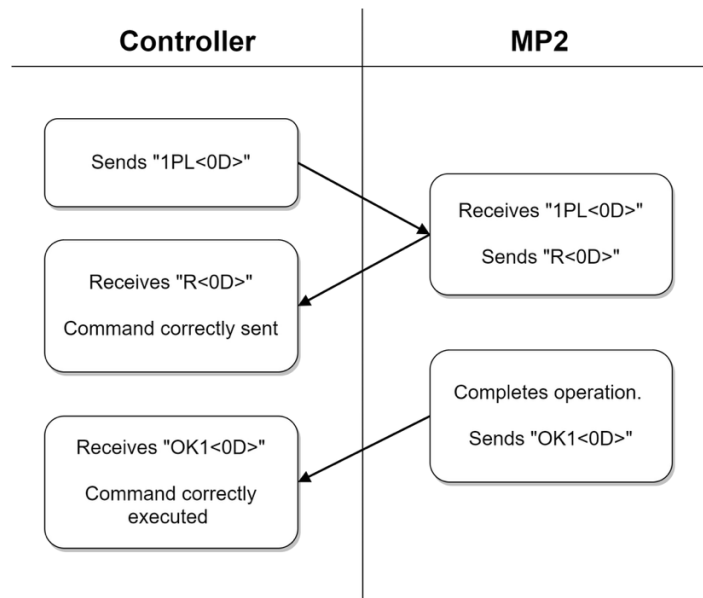 Controller
MP2
Sends "1PL<0D>"
Receives "1PL<0D>"
Sends "R<0D>"
Receives "R<0D>"
Command correctly sent
Completes operation.
Sends "OK1<0D>"
Receives "OK1<0D>"
Command correctly
executed